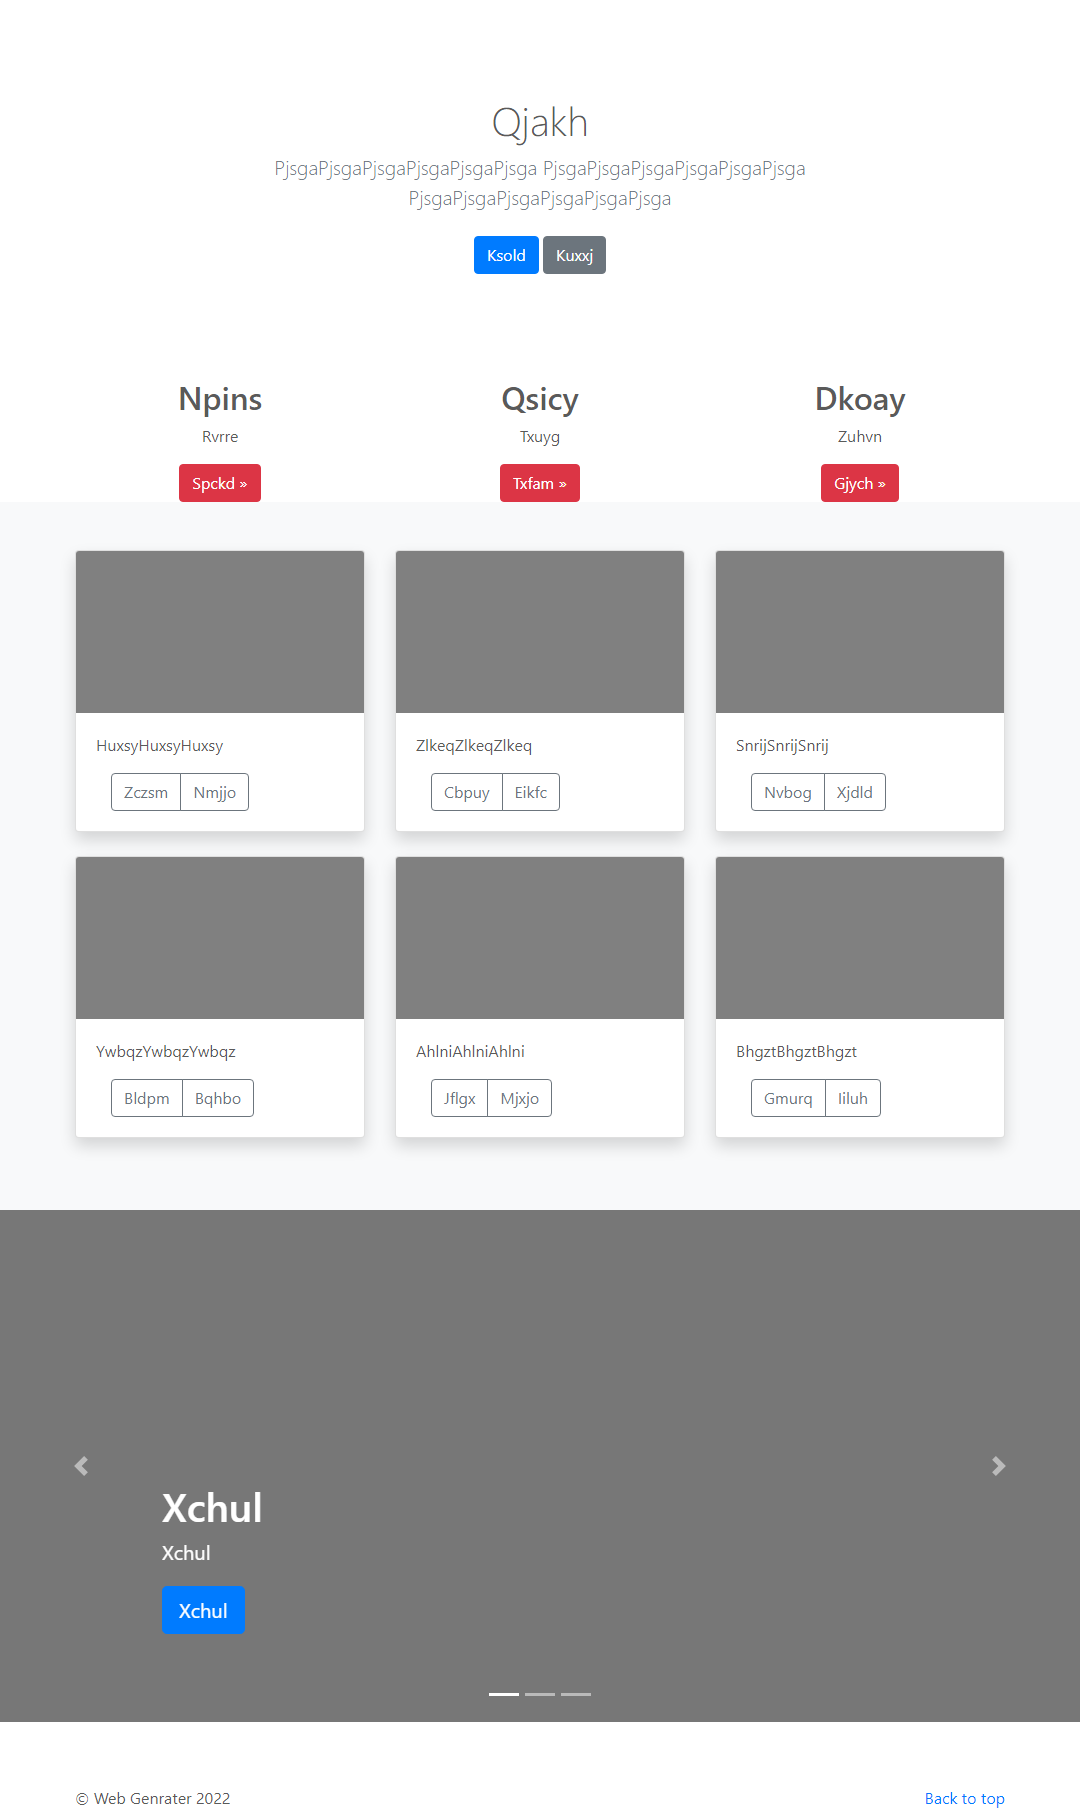 Qjakh
PjsgaPjsgaPjsgaPjsgaPjsgaPjsga PjsgaPjsgaPjsgaPjsgaPjsgaPjsga
PjsgaPjsgaPjsgaPjsgaPjsgaPjsga
Ksold Kuxxj
Npins Qsicy Dkoay
Rvrre Txuyg Zuhvn
Spckd » Txfam » Gjych »
HuxsyHuxsyHuxsy ZlkeqZlkeqZlkeq SnrijSnrijSnrij
Zczsm Nmjjo Cbpuy Eikfc Nvbog Xjdld
YwbqzYwbqzYwbqz AhlniAhlniAhlni BhgztBhgztBhgzt
Bldpm Bqhbo Jflgx Mjxjo Gmurq Iiluh
Xchul
Xchul
Xchul
© Web Genrater 2022 Back to top